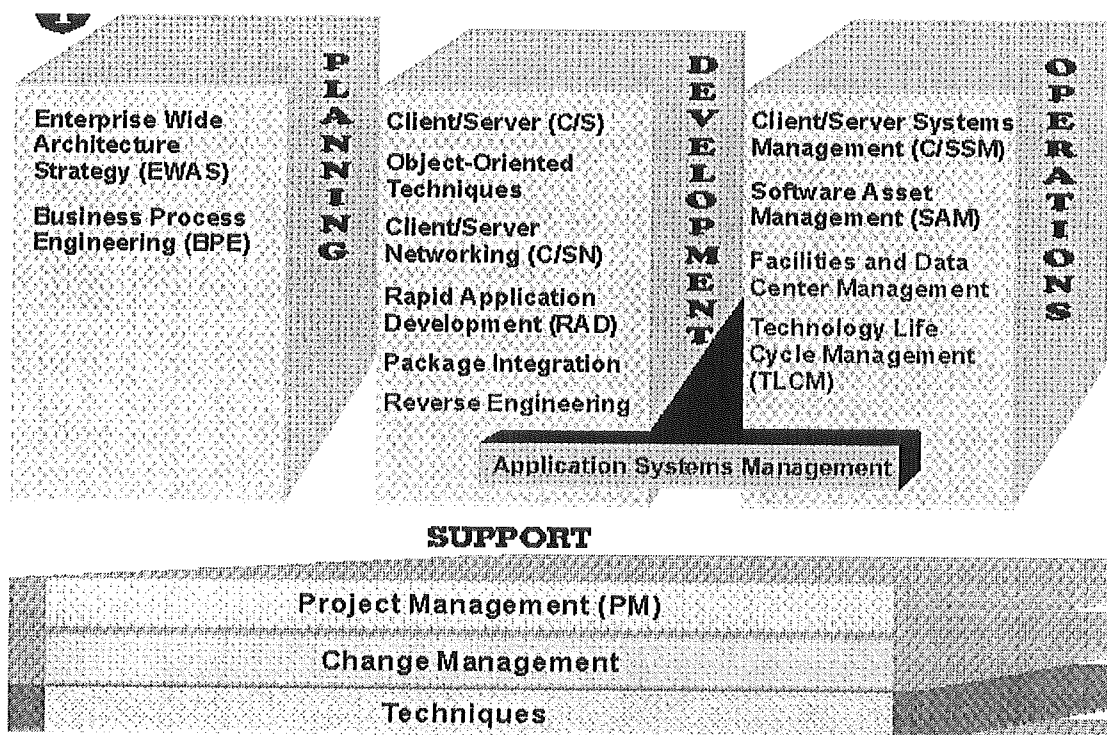 1
PLANNING
Enterprise Wide
Architecture
Strategy (EWAS)
Business Process
Engineering (BPE)
DEVELOPMENT
Client/Server (C/S)
Object-Oriented
Techniques
Client/Server
Networking (C/SN)
Rapid Application
Development (RAD)
Package Integration
Reverse Engineering
OPERATIONS
Client/Server Systems
Management (C/SSM)
Software Asset
Management (SAM)
Facilities and Data
Center Management
Technology Life
Cycle Management
(TLCM)
Application Systems Management
SUPPORT
Project Management (PM)
Change Management
Techniques